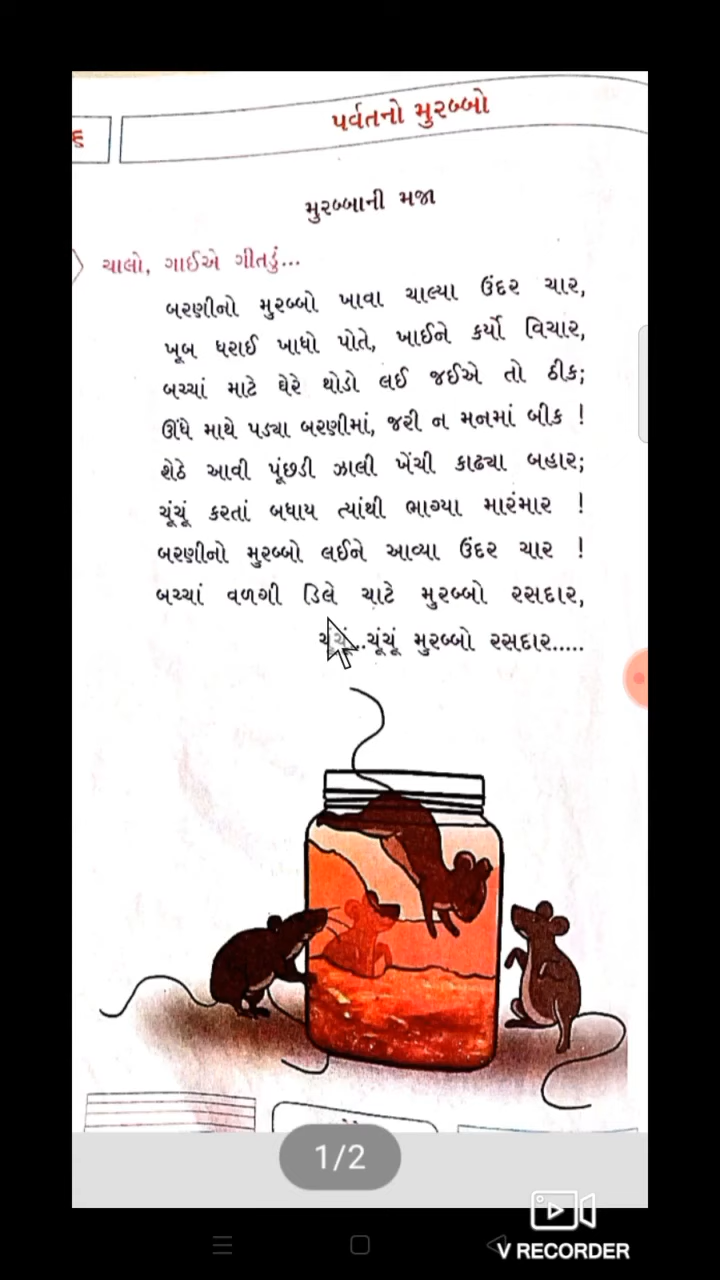 ૬
પર્વતનો મુરબ્બો
મુરબ્બાની મજા
ચાલો, ગાઈએ ગીતડું...
બરણીનો મુરબ્બો ખાવા ચાલ્યા ઉંદર ચાર,
ખૂબ ધરાઈ ખાધો પોતે, ખાઈને કર્યો વિચાર,
બચ્ચાં માટે ઘેરે થોડો લઈ જઈએ તો ઠીક;
ઊંધે માથે પડ્યા બરણીમાં, જરી ન મનમાં બીક !
શેઠે આવી પૂંછડી ઝાલી ખેંચી કાઢ્યા બહાર;
ચૂંચૂં કરતાં બધાય ત્યાંથી ભાગ્યા મારંમાર !
બરણીનો મુરબ્બો લઈને આવ્યા ઉંદર ચાર !
બચ્ચાં વળગી ડિલે ચાટે મુરબ્બો રસદાર,
ચૂંચૂં...ચૂંચૂં મુરબ્બો રસદાર.....
1/2
V RECORDER